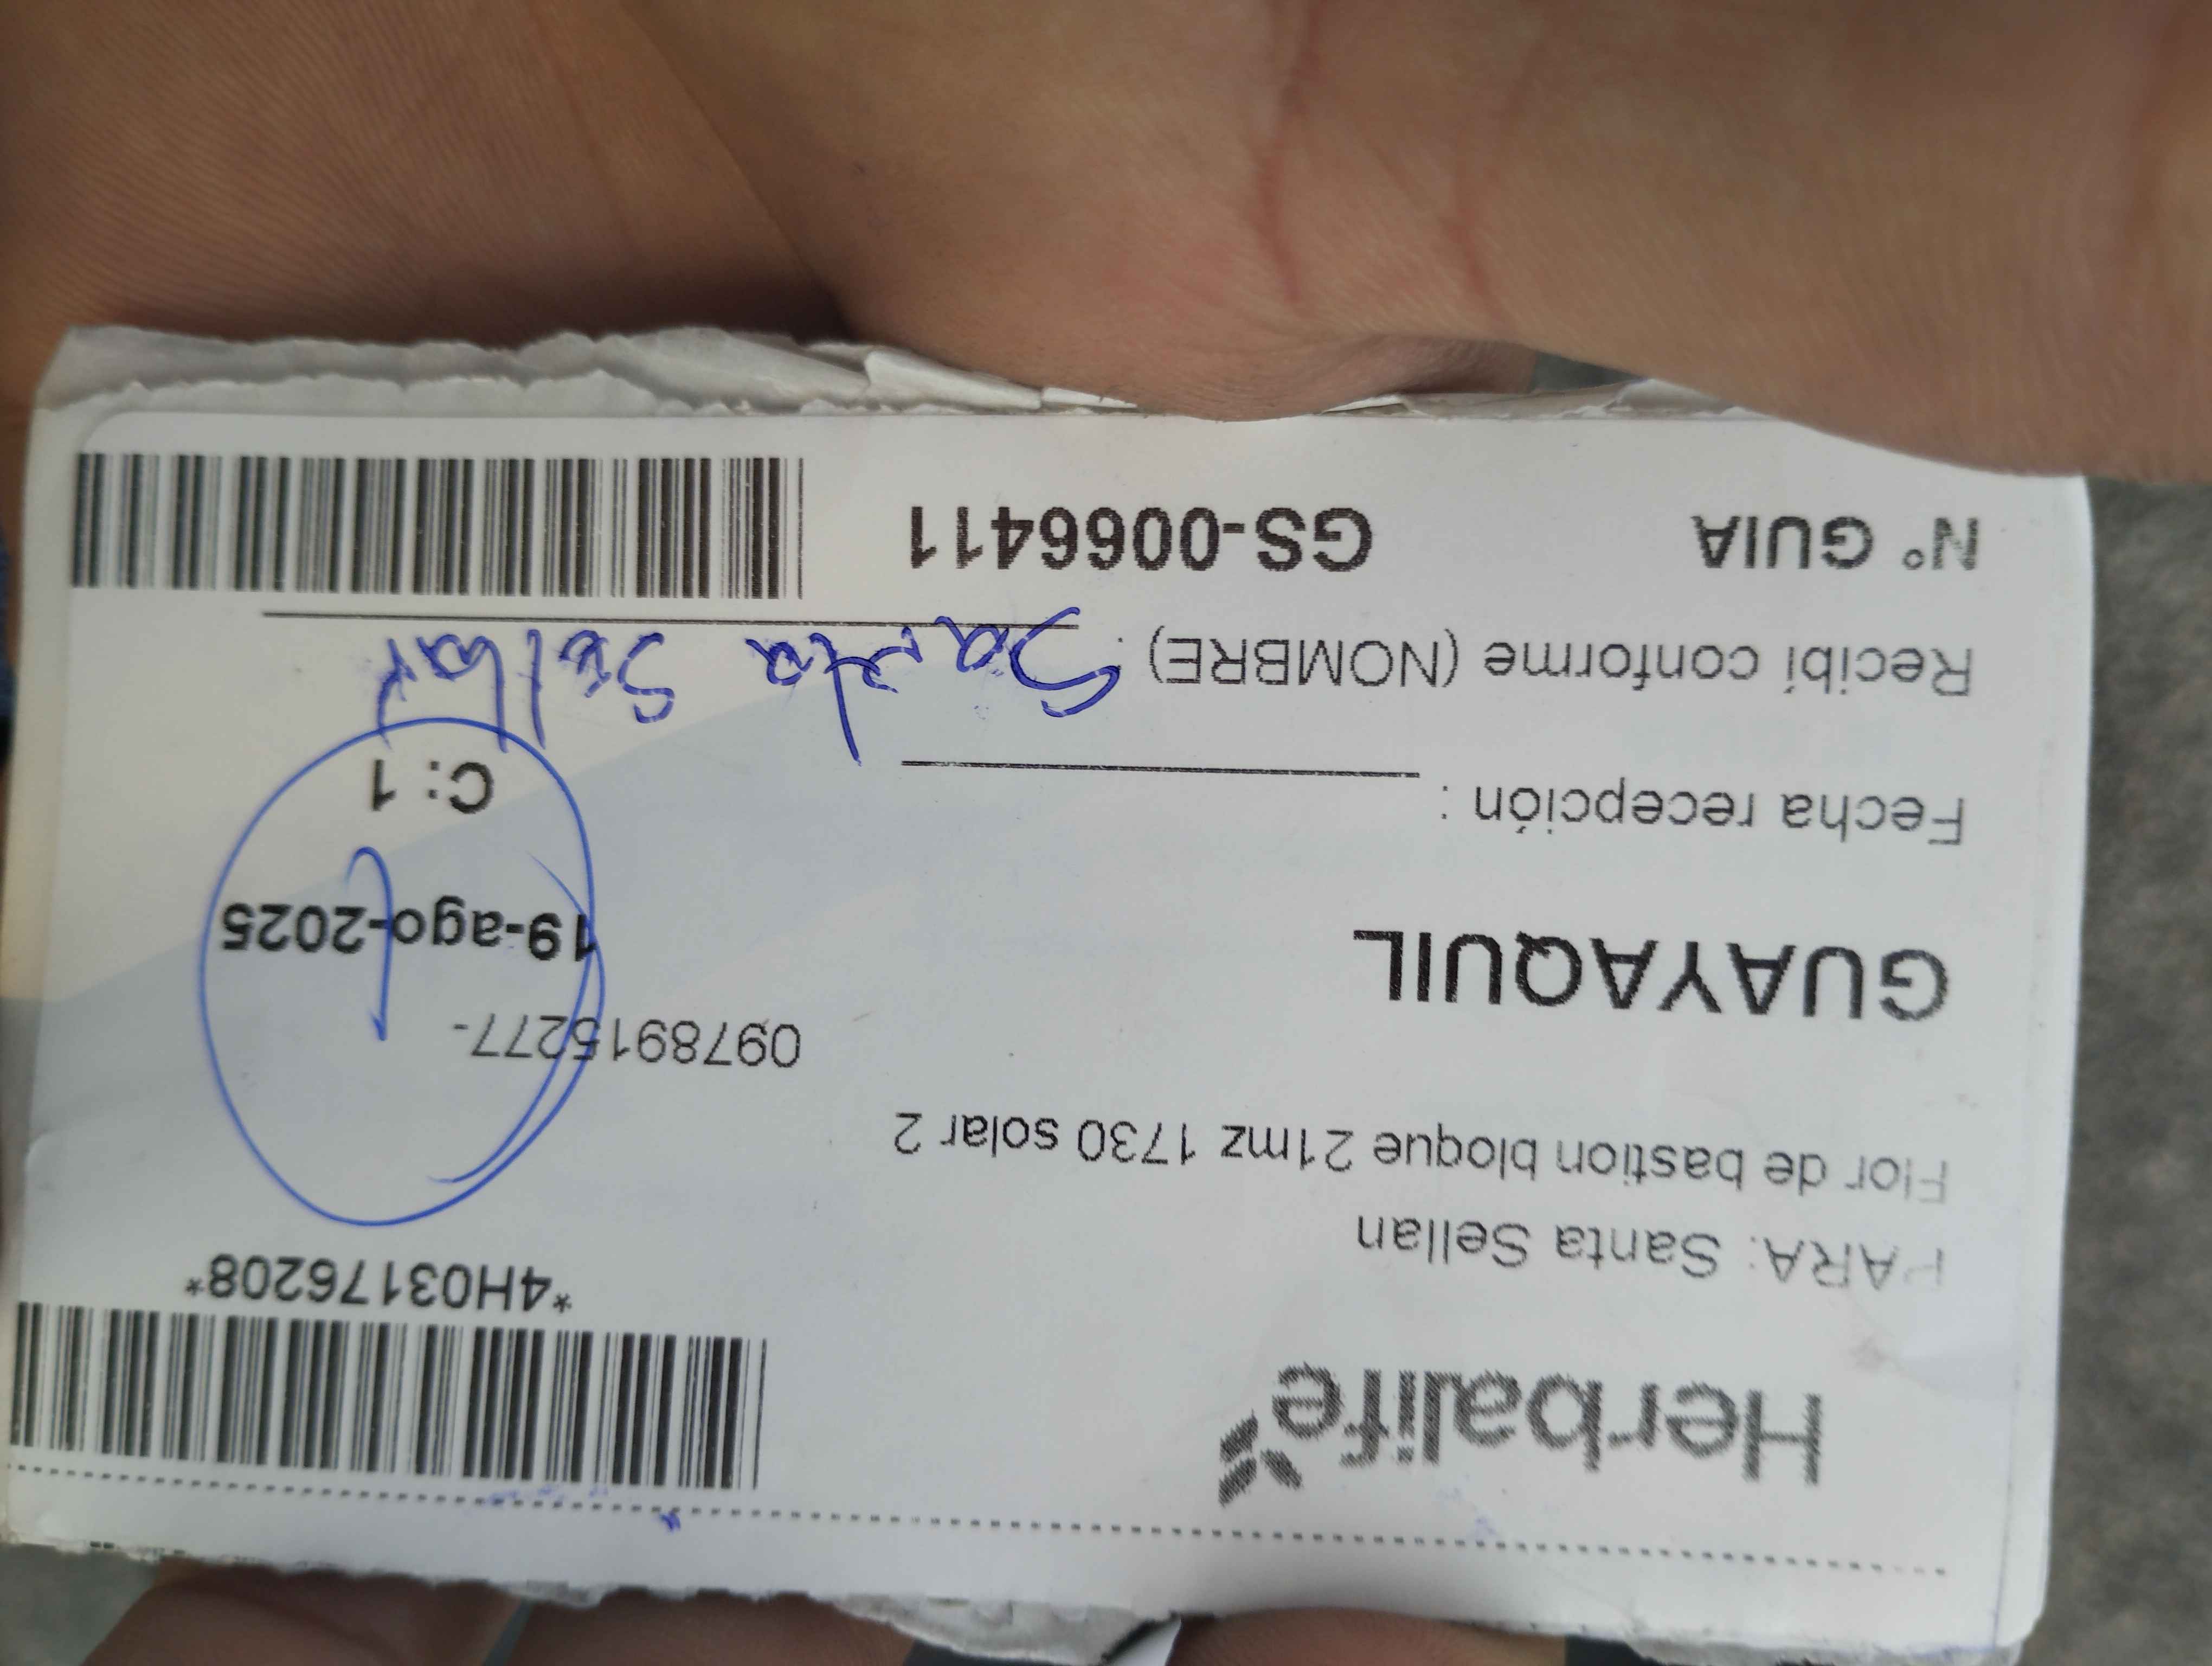 Herbalife
*4H03176208*
PARA: Santa Sellan
Flor de bastion bloque 21mz 1730 solar 2
0978915277-
GUAYAQUIL
19-ago-2025
Fecha recepción :
C: 1
Recibí conforme (NOMBRE) : Santa Sellan
N° GUIA GS-0066411